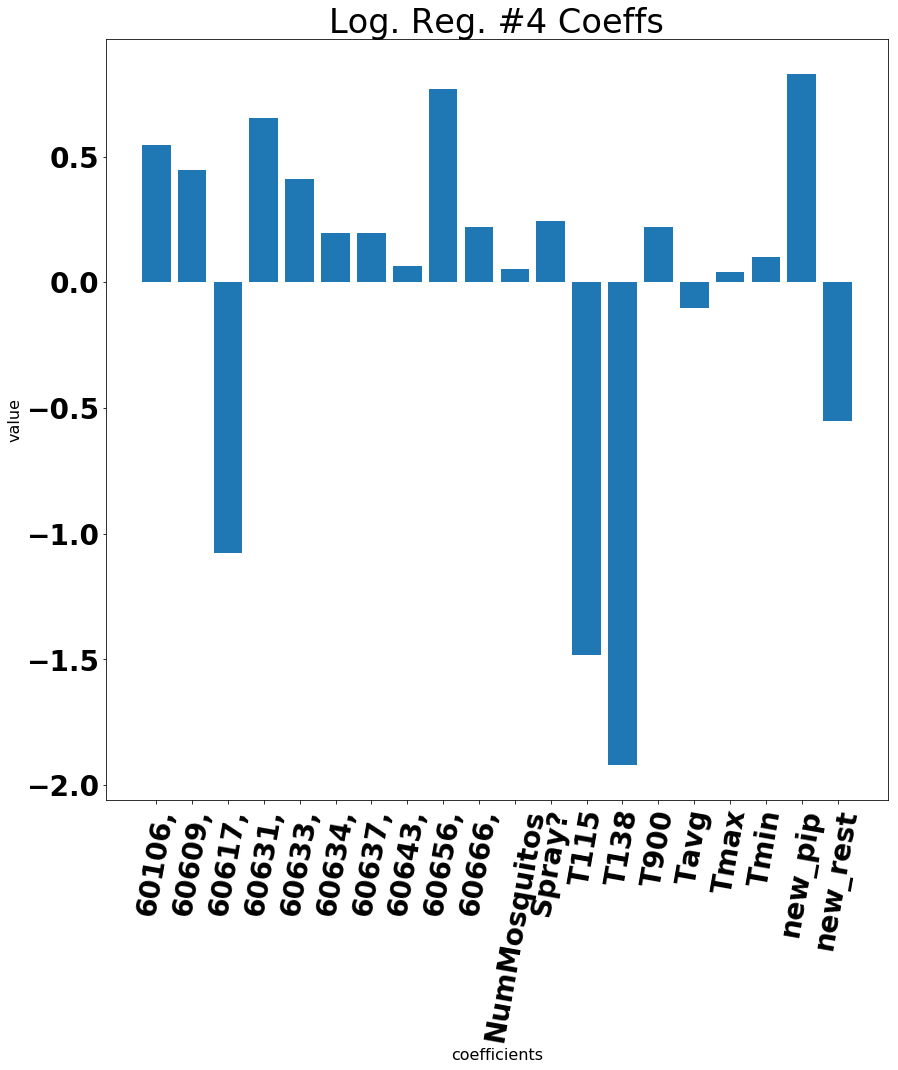 Log. Reg. #4 Coeffs
0.5
0.0
−0.5
−1.0
−1.5
−2.0
value
60106,
60609,
60617,
60631,
60633,
60634,
60637,
60643,
60656,
60666,
NumMosquitos
Spray?
T115
T138
T900
Tavg
Tmax
Tmin
new_pip
new_rest
coefficients